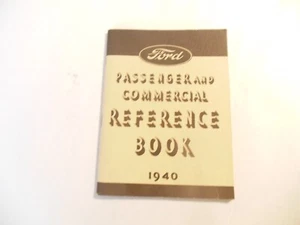 Ford
PASSENGER AND
COMMERCIAL
REFERENCE
BOOK
1940